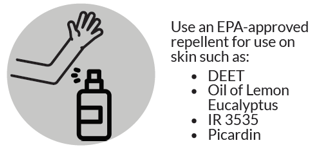 Use an EPA-approved
repellent for use on
skin such as:
• DEET
• Oil of Lemon
Eucalyptus
• IR 3535
• Picardin